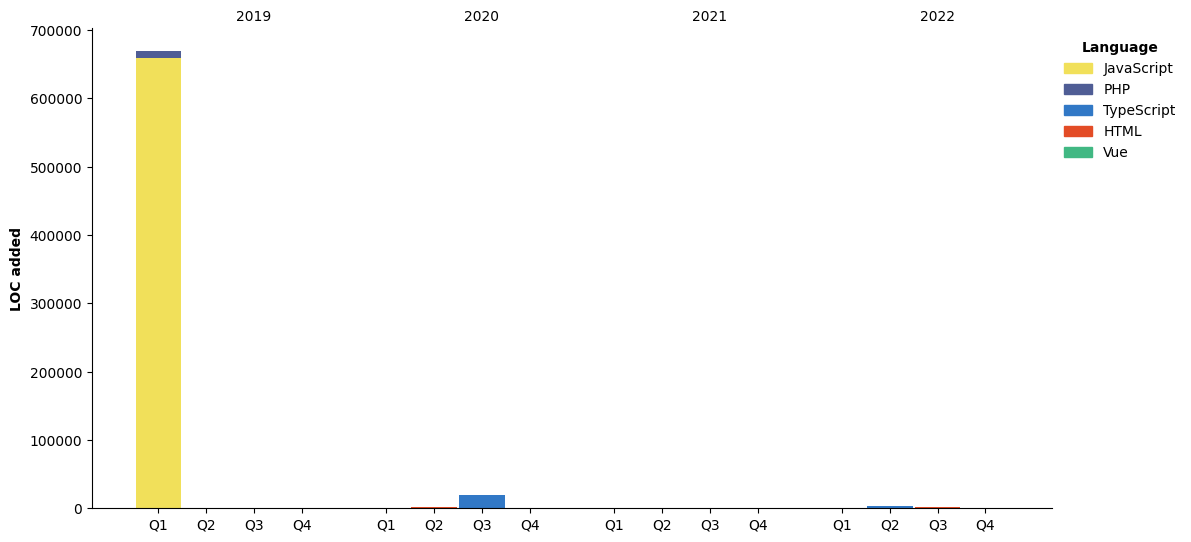 2019 2020 2021 2022
700000
600000
500000
400000
300000
200000
100000
0
LOC added
Q1 Q2 Q3 Q4 Q1 Q2 Q3 Q4 Q1 Q2 Q3 Q4 Q1 Q2 Q3 Q4
Language
JavaScript
PHP
TypeScript
HTML
Vue